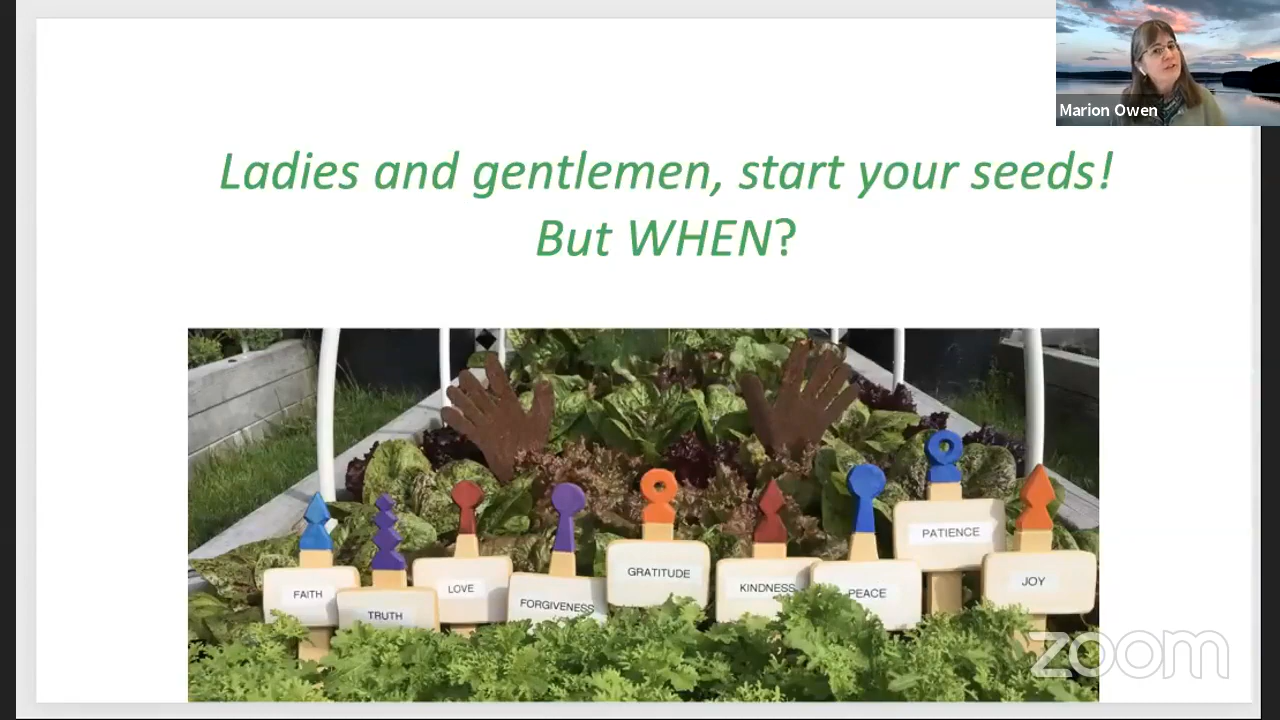 Marion Owen
Ladies and gentlemen, start your seeds!
But WHEN?
FAITH
TRUTH
LOVE
FORGIVENESS
GRATITUDE
KINDNESS
PEACE
PATIENCE
JOY
zoom